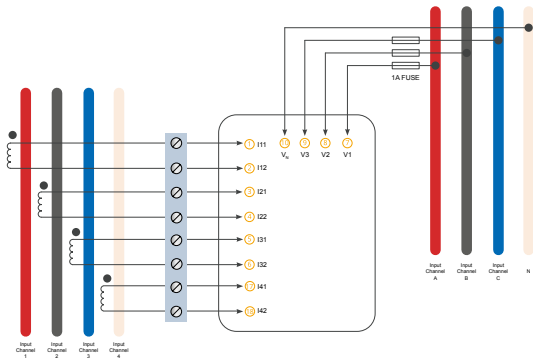 1A FUSE
1 I11
2 I12
3 I21
4 I22
5 I31
6 I32
17 I41
18 I42
10 9 8 7
VN V3 V2 V1
Input Channel A
Input Channel B
Input Channel C
N
Input Channel 1
Input Channel 2
Input Channel 3
Input Channel 4